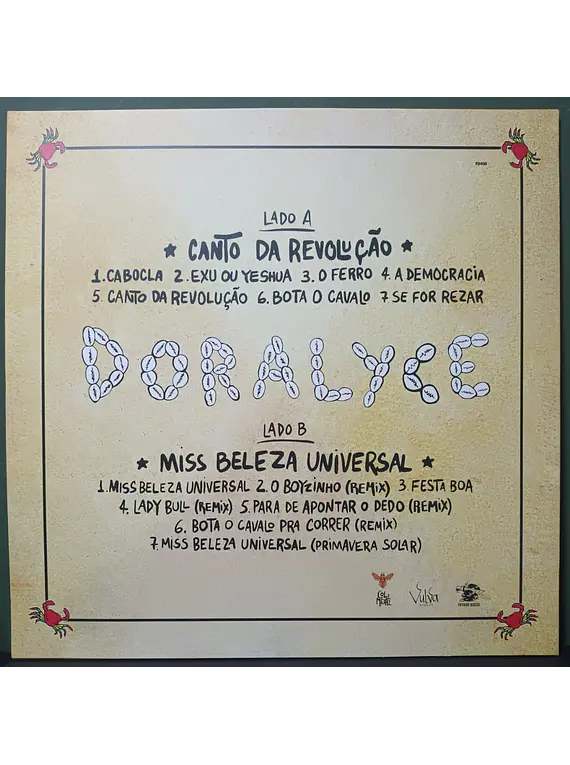 LADO A
★ CANTO DA REVOLUÇÃO ★
1. CABOCLA 2. EXU OU YESHUA 3. O FERRO 4. A DEMOCRACIA
5. CANTO DA REVOLUÇÃO 6. BOTA O CAVALO 7 SE FOR REZAR
DORALYCE
LADO B
★ MISS BELEZA UNIVERSAL ★
1. MISS BELEZA UNIVERSAL 2. O BOYZINHO (REMIX) 3 FESTA BOA
4. LADY BULL (REMIX) 5. PARA DE APONTAR O DEDO (REMIX)
6. BOTA O CAVALO PRA CORRER (REMIX)
7. MISS BELEZA UNIVERSAL (PRIMAVERA SOLAR)
Vulva